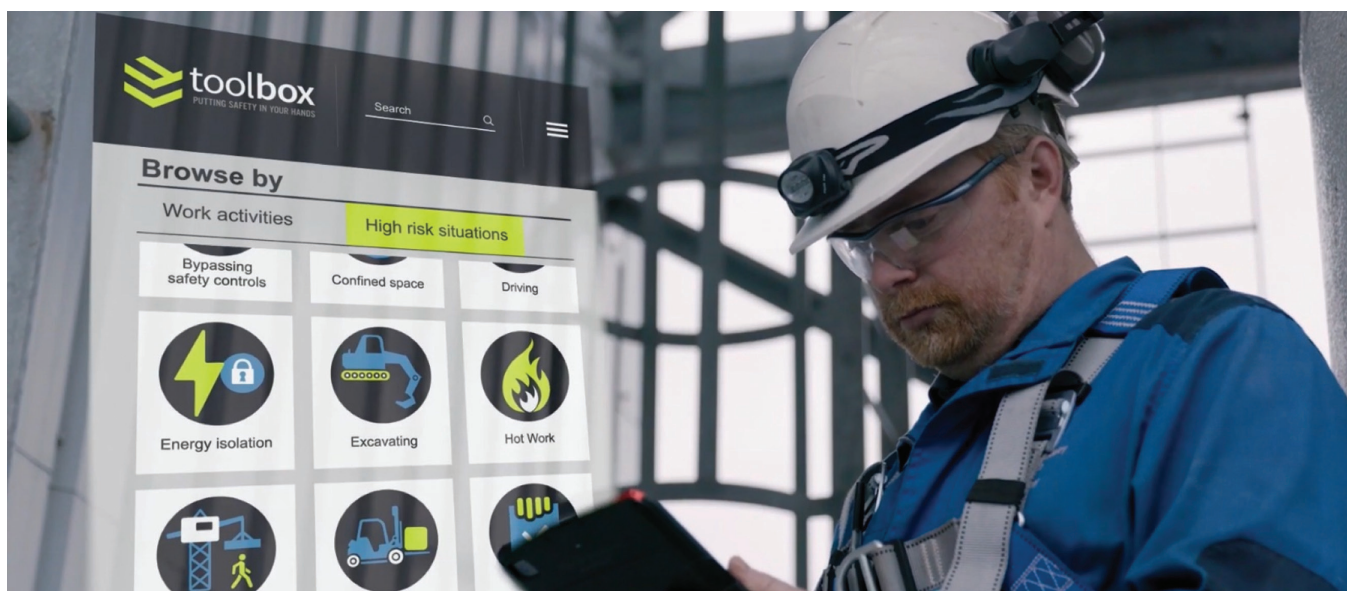 toolbox
PUTTING SAFETY IN YOUR HANDS
Search
Browse by
Work activities
High risk situations
Bypassing
safety controls
Confined space
Driving
Energy isolation
Excavating
Hot Work